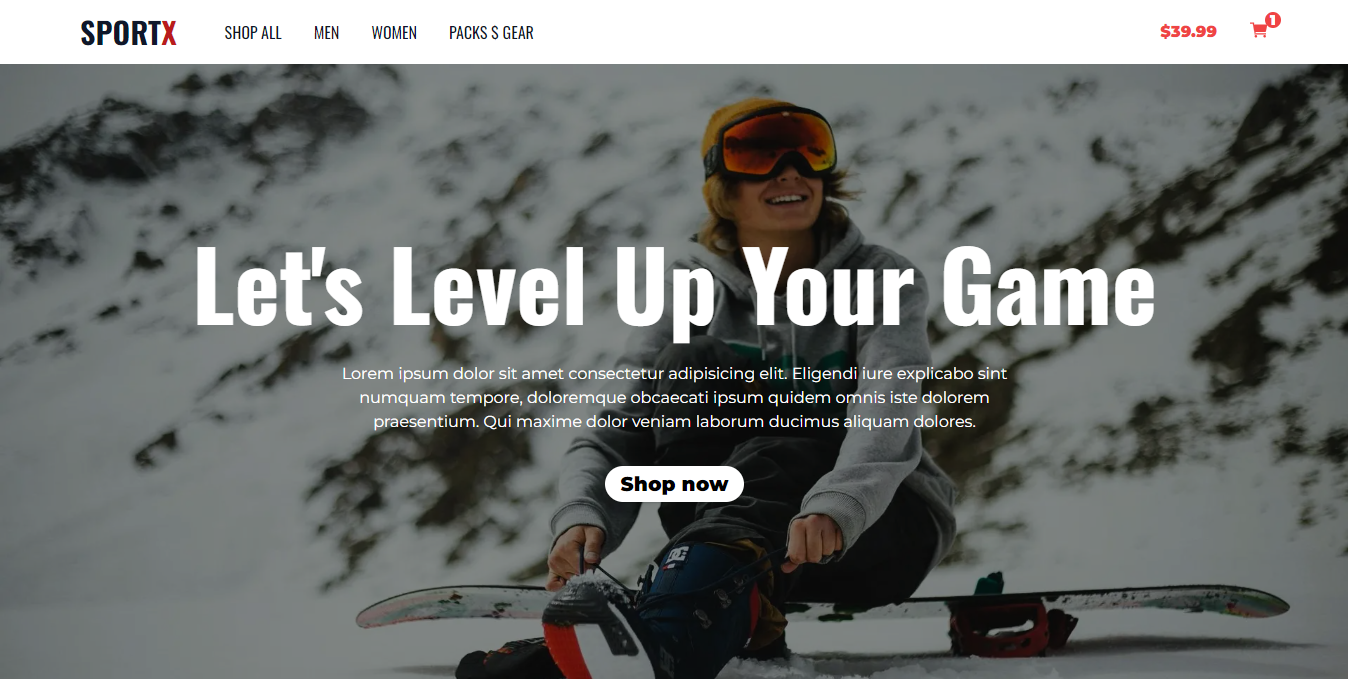 SPORTX
SHOP ALL
MEN
WOMEN
PACKS $ GEAR
$39.99
1
Let's Level Up Your Game
Lorem ipsum dolor sit amet consectetur adipisicing elit. Eligendi iure explicabo sint
numquam tempore, doloremque obcaecati ipsum quidem omnis iste dolorem
praesentium. Qui maxime dolor veniam laborum ducimus aliquam dolores.
Shop now
DC